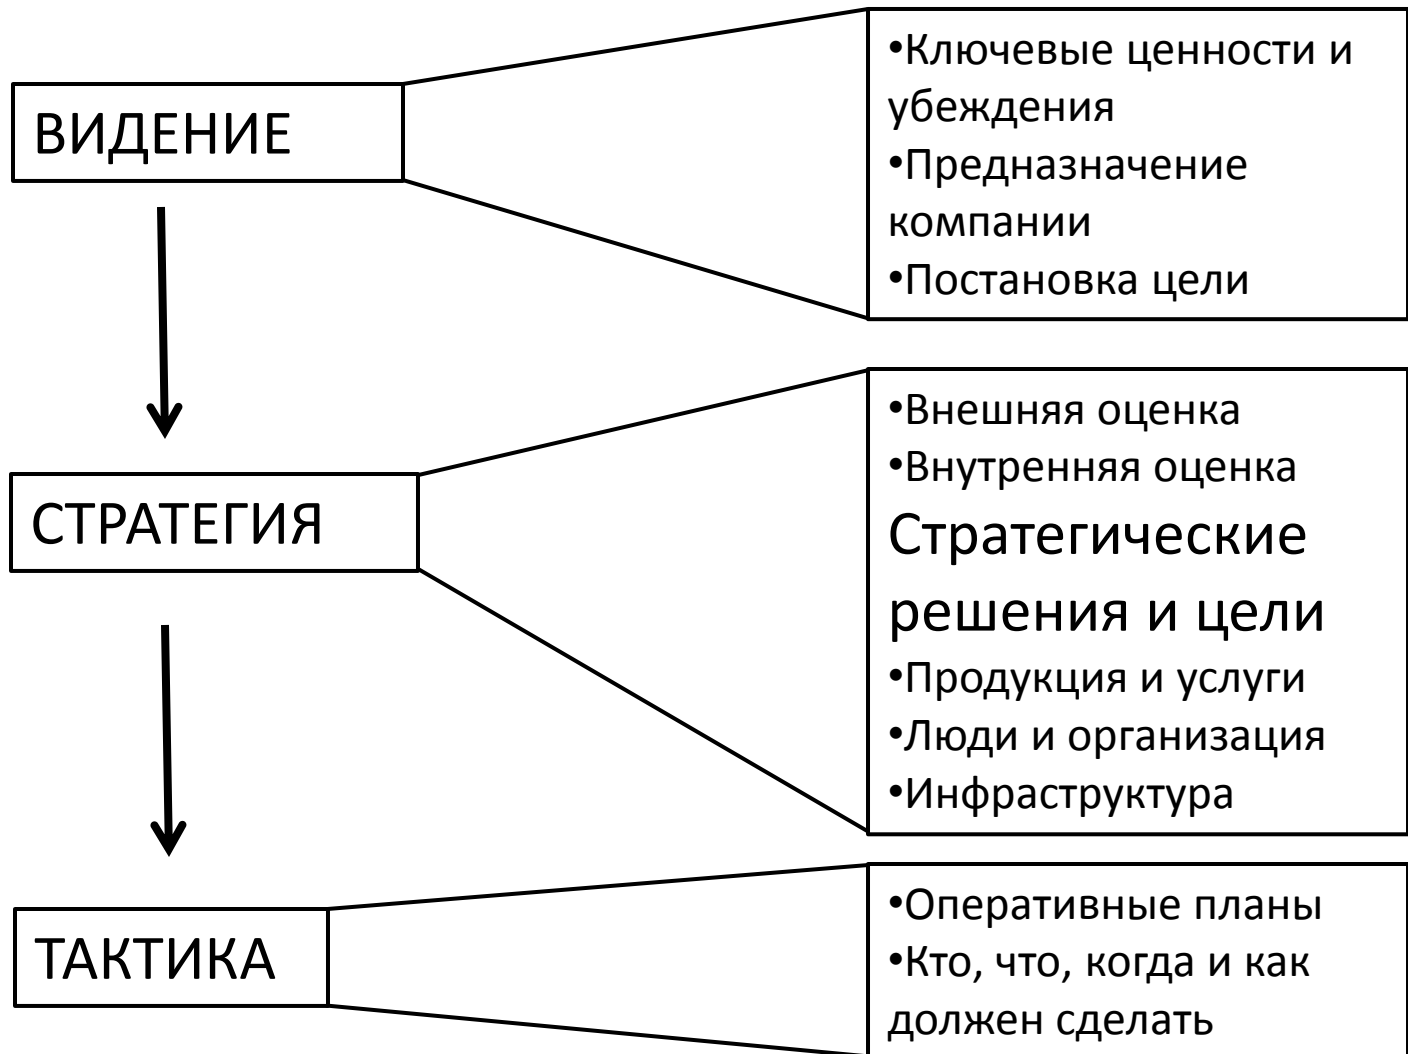 ВИДЕНИЕ
•Ключевые ценности и
убеждения
•Предназначение
компании
•Постановка цели
СТРАТЕГИЯ
•Внешняя оценка
•Внутренняя оценка
Стратегические
решения и цели
•Продукция и услуги
•Люди и организация
•Инфраструктура
ТАКТИКА
•Оперативные планы
•Кто, что, когда и как
должен сделать